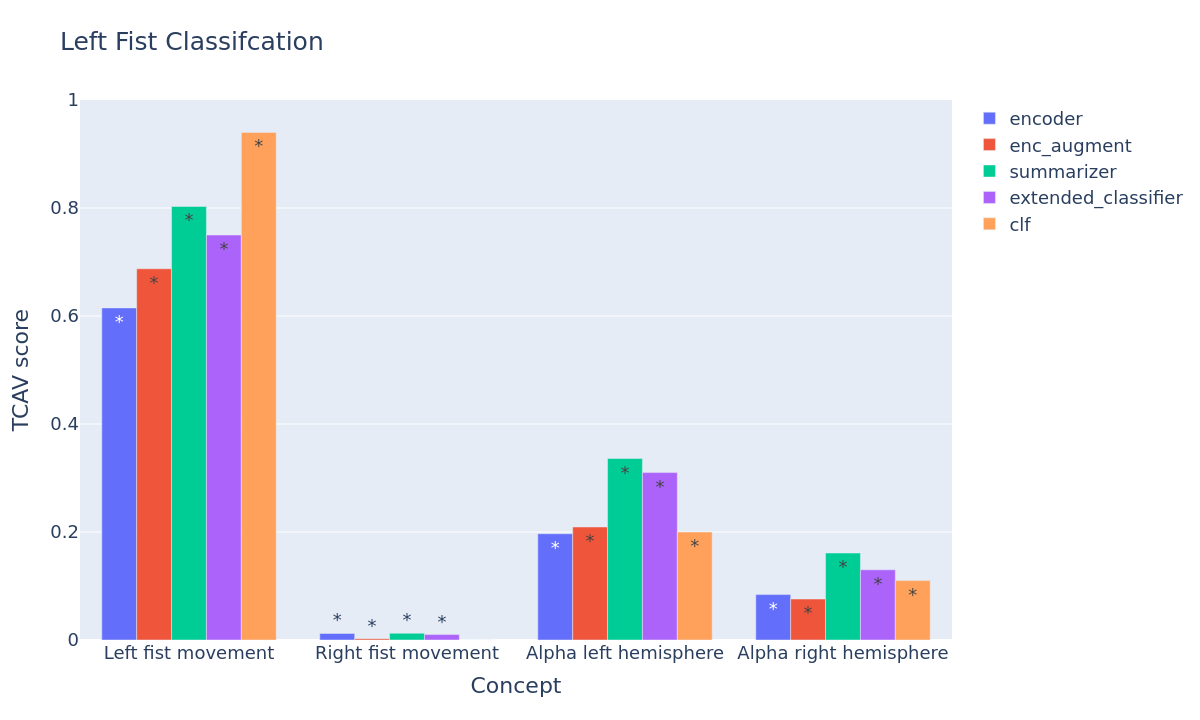 Left Fist Classifcation
1
0.8
0.6
0.4
0.2
0
TCAV score
* * * * *
* * * *
* * * * *
* * * * *
Left fist movement
Right fist movement
Alpha left hemisphere
Alpha right hemisphere
Concept
encoder
enc_augment
summarizer
extended_classifier
clf